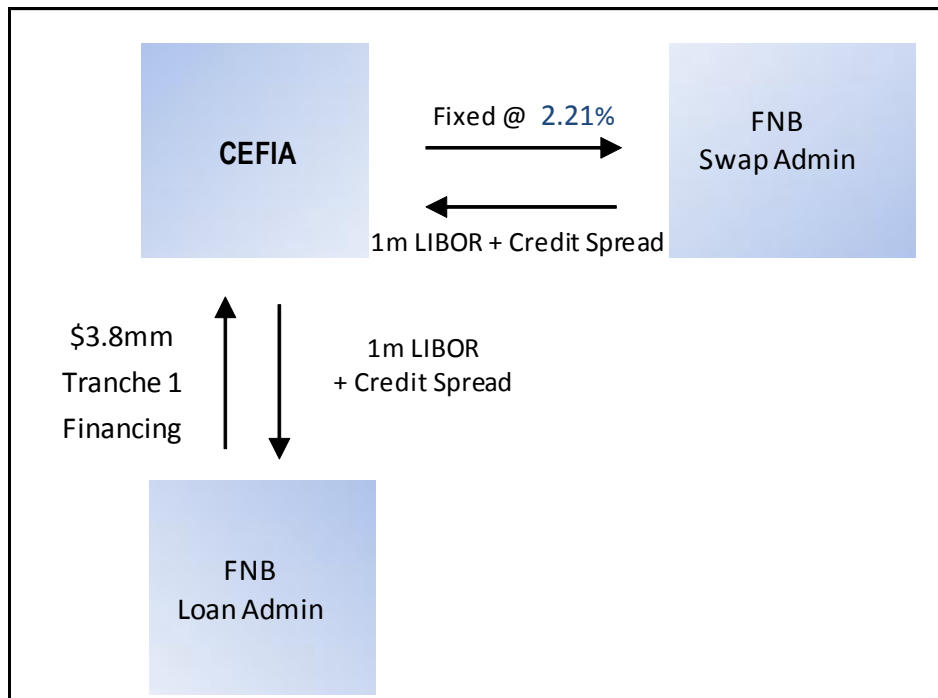 CEFIA
Fixed @ 2.21%
FNB
Swap Admin
1m LIBOR + Credit Spread
$3.8mm
Tranche 1
Financing
1m LIBOR
+ Credit Spread
FNB
Loan Admin